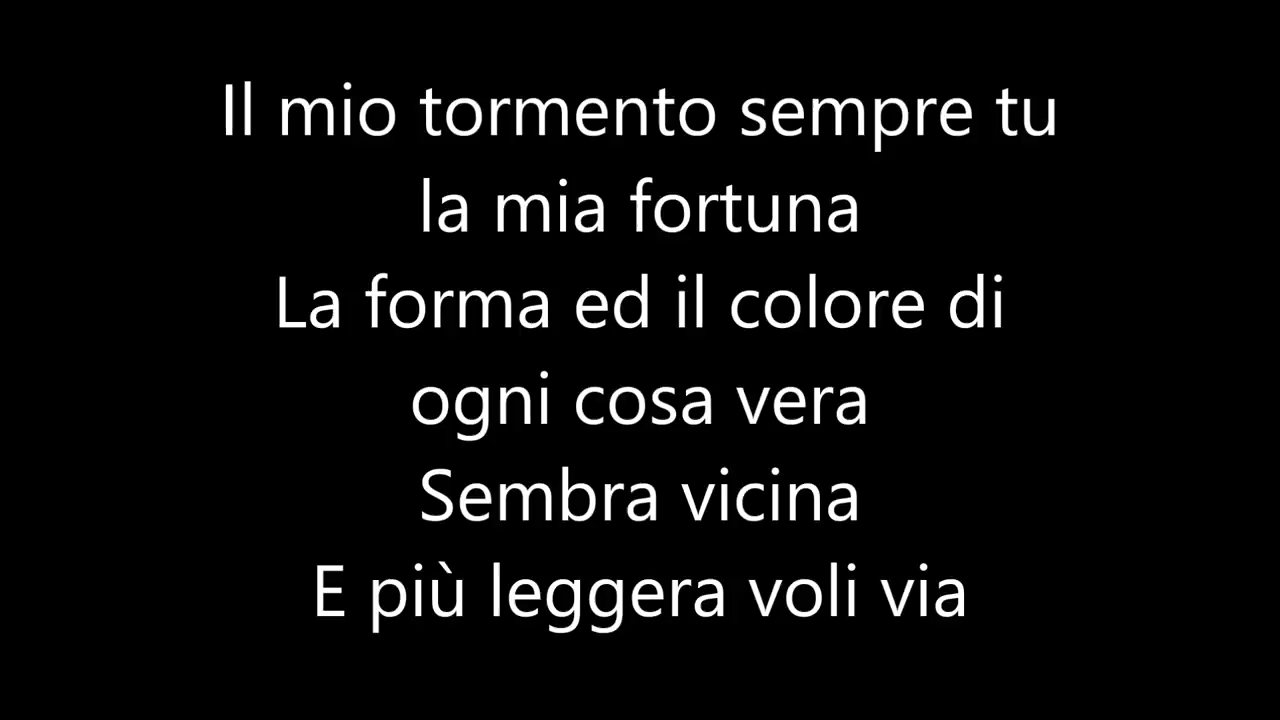 Il mio tormento sempre tu
la mia fortuna
La forma ed il colore di
ogni cosa vera
Sembra vicina
E più leggera voli via